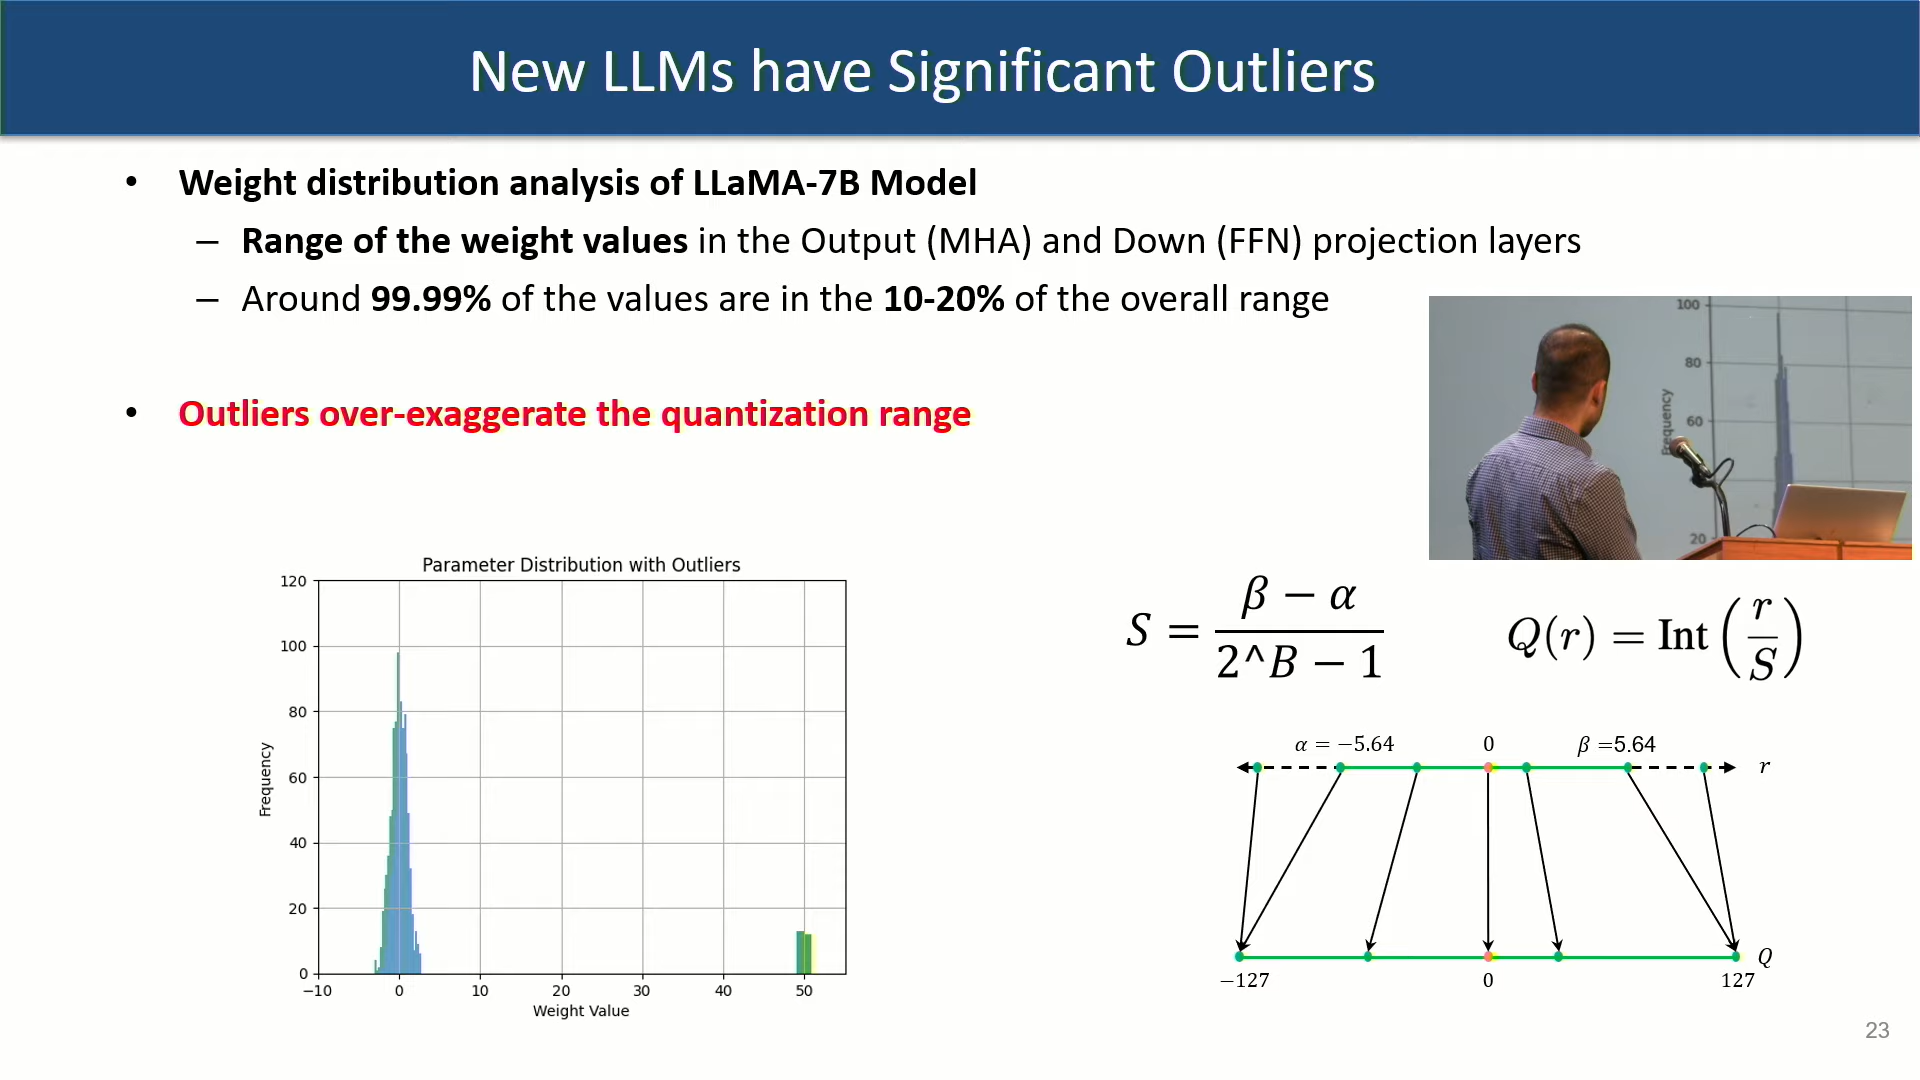 New LLMs have Significant Outliers
• Weight distribution analysis of LLaMA-7B Model
– Range of the weight values in the Output (MHA) and Down (FFN) projection layers
– Around 99.99% of the values are in the 10-20% of the overall range
• Outliers over-exaggerate the quantization range
100
80
60
20
Frequency
Parameter Distribution with Outliers
120
100
80
60
40
20
0
Frequency
−10 0 10 20 30 40 50
Weight Value
S = (β − α) / (2^B − 1)
Q(r) = Int(r/S)
α = −5.64 0 β =5.64 r
Q
−127 0 127
23